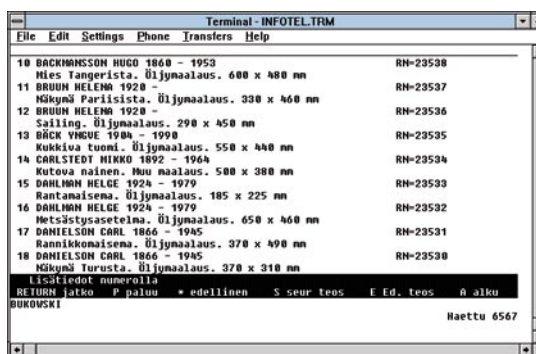 Terminal - INFOTEL.TRM
File Edit Settings Phone Transfers Help
10 BACKMANSSON HUGO 1860 - 1953 RN=23538
Mies Tangerista. Öljymaalaus. 600 x 480 mm
11 BRUUN HELENA 1920 - RN=23537
Näkymä Pariisista. Öljymaalaus. 330 x 460 mm
12 BRUUN HELENA 1920 - RN=23536
Sailing. Öljymaalaus. 290 x 450 mm
13 BÄCK YNGVE 1904 - 1990 RN=23535
Kukkiva tuomi. Öljymaalaus. 550 x 440 mm
14 CARLSTEDT MIKKO 1892 - 1964 RN=23534
Kutova nainen. Muu maalaus. 500 x 380 mm
15 DAHLMAN HELGE 1924 - 1979 RN=23533
Rantamaisema. Öljymaalaus. 185 x 225 mm
16 DAHLMAN HELGE 1924 - 1979 RN=23532
Metsästysasetelma. Öljymaalaus. 650 x 460 mm
17 DANIELSON CARL 1866 - 1945 RN=23531
Rannikkomaisema. Öljymaalaus. 370 x 490 mm
18 DANIELSON CARL 1866 - 1945 RN=23530
Näkymä Turusta. Öljymaalaus. 370 x 310 mm
Lisätiedot numerolla
RETURN jatko P paluu * edellinen S seur teos E Ed. teos A alku
BUKOWSKI
Haettu 6567